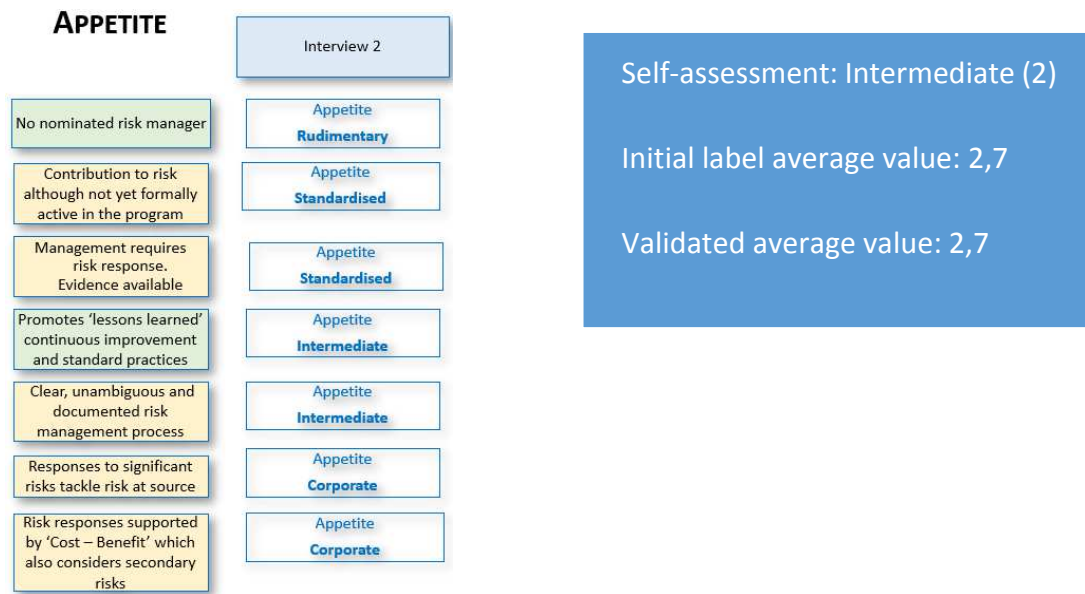 APPETITE
Interview 2
Self-assessment: Intermediate (2)
Initial label average value: 2,7
Validated average value: 2,7
No nominated risk manager
Appetite
Rudimentary
Contribution to risk
although not yet formally
active in the program
Appetite
Standardised
Management requires
risk response.
Evidence available
Appetite
Standardised
Promotes ‘lessons learned’
continuous improvement
and standard practices
Appetite
Intermediate
Clear, unambiguous and
documented risk
management process
Appetite
Intermediate
Responses to significant
risks tackle risk at source
Appetite
Corporate
Risk responses supported
by ‘Cost – Benefit’ which
also considers secondary
risks
Appetite
Corporate